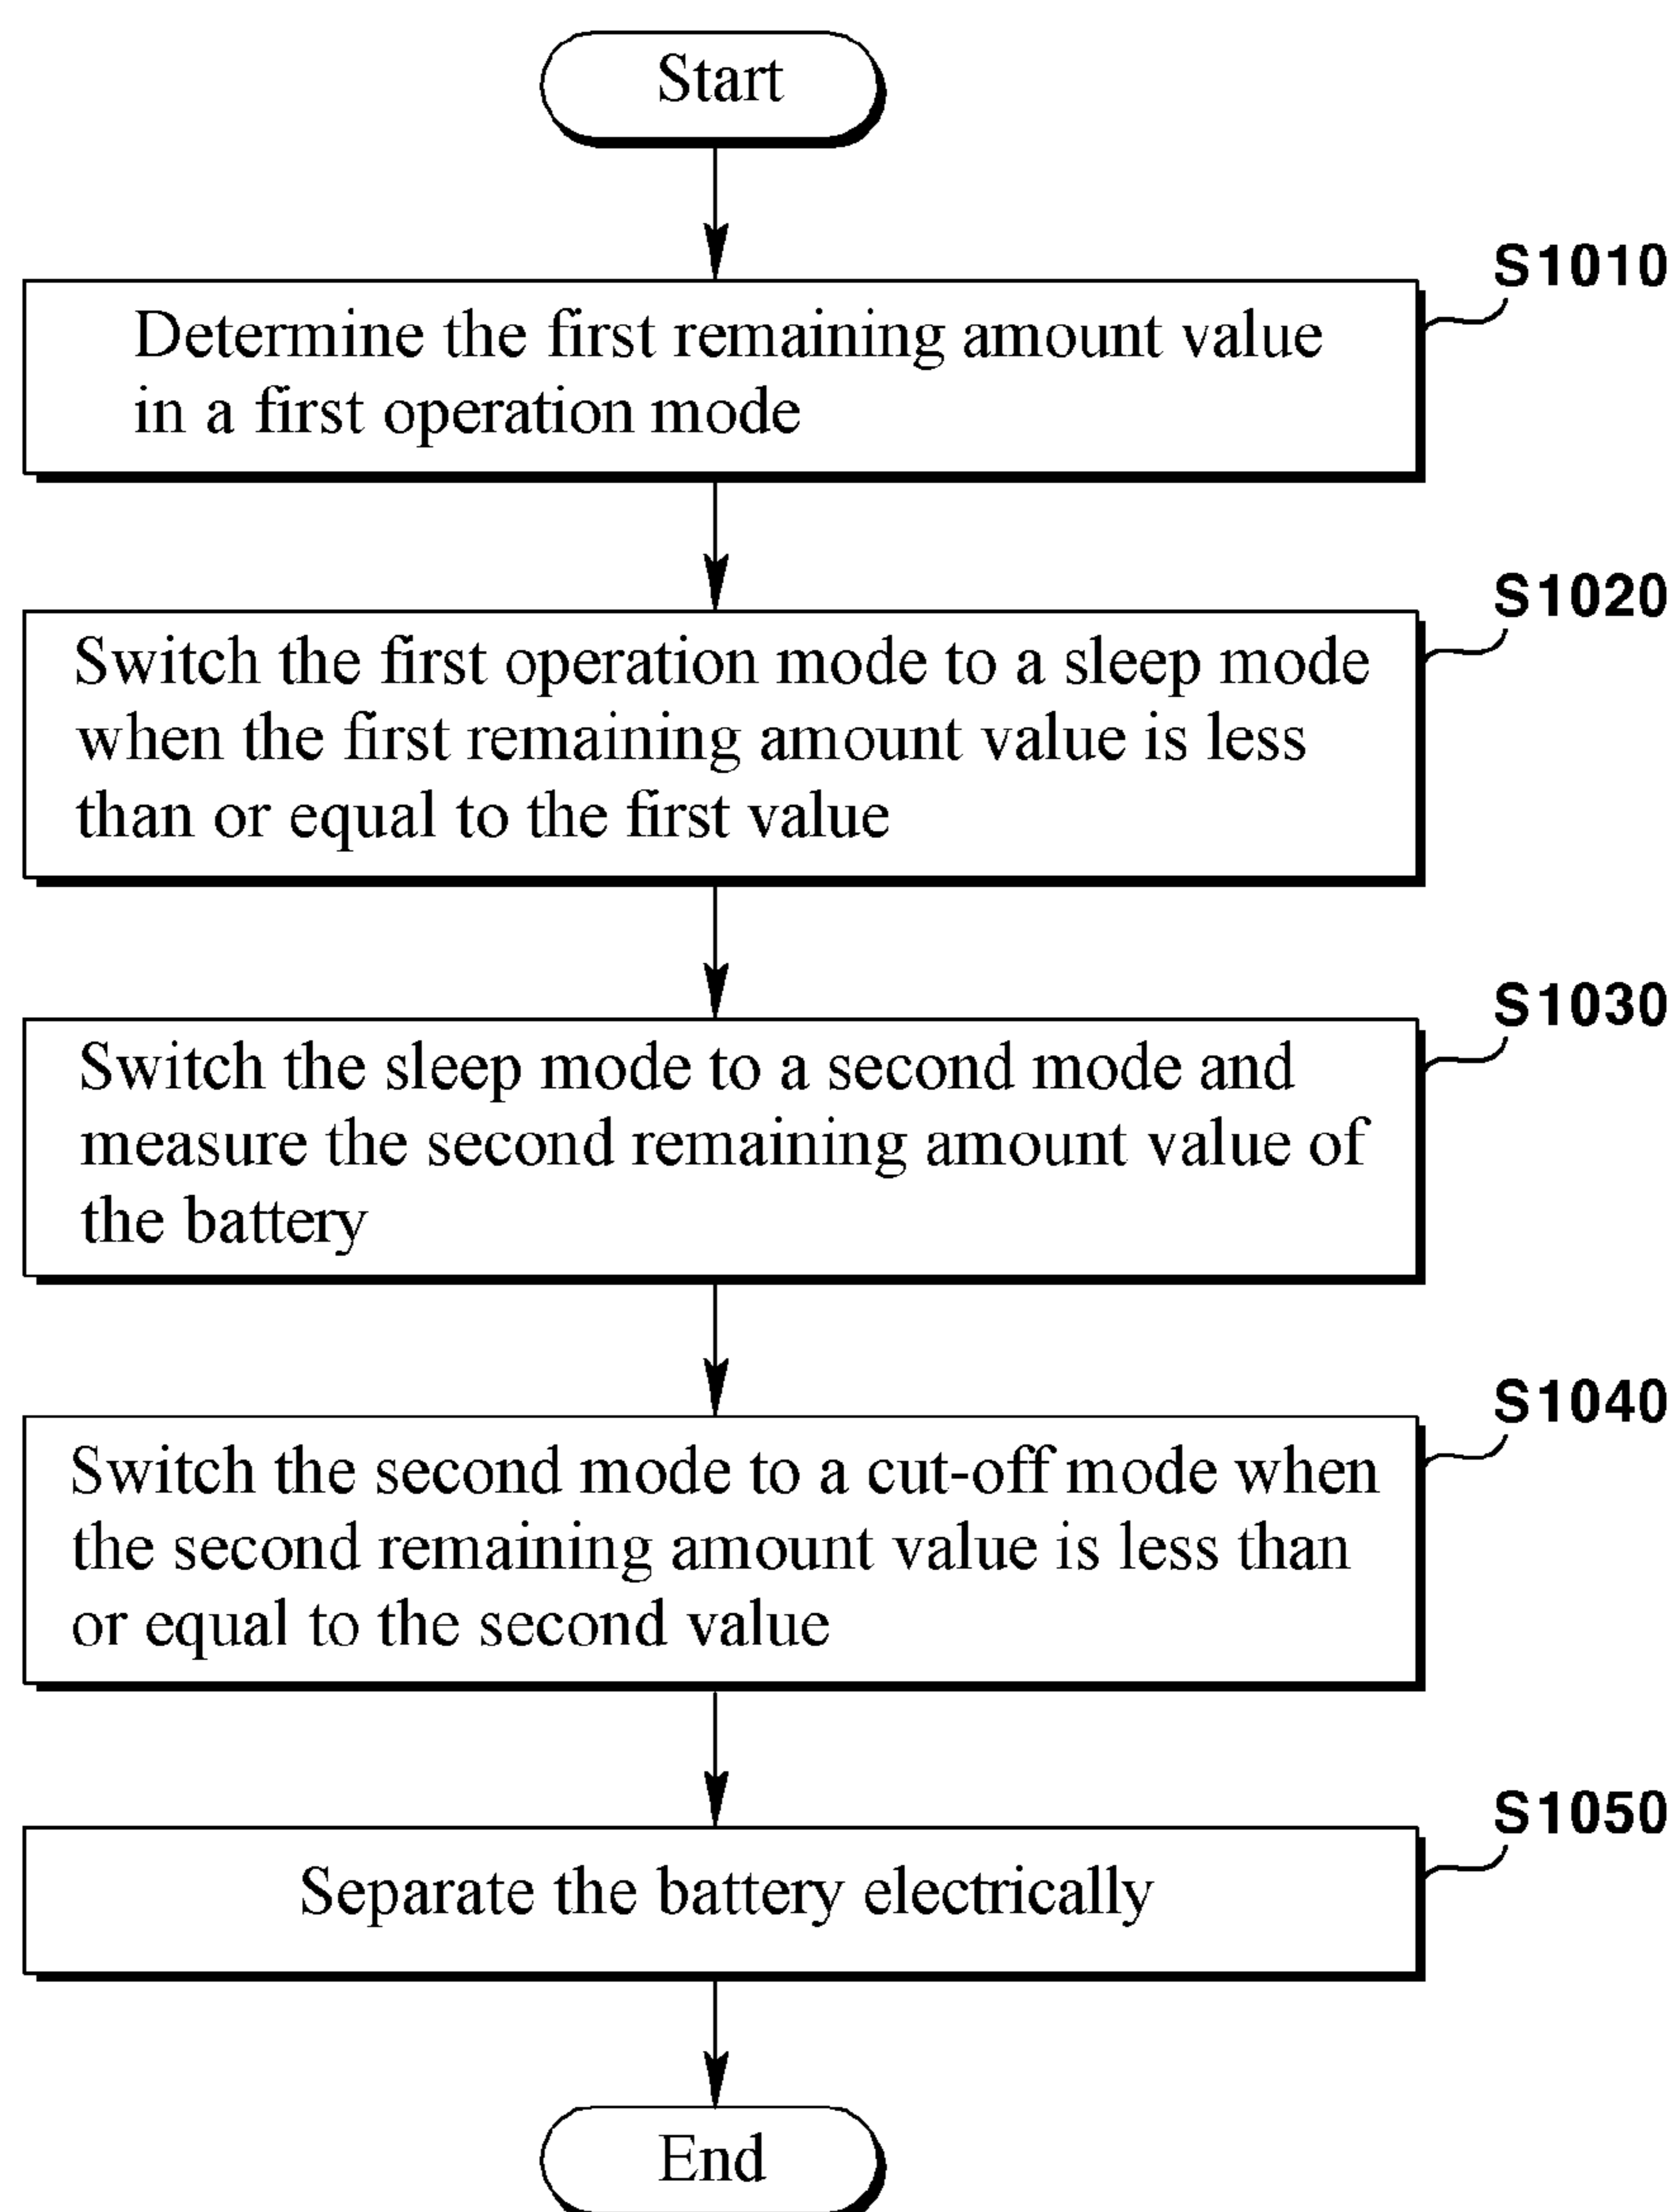 Start
S1010
Determine the first remaining amount value
in a first operation mode
S1020
Switch the first operation mode to a sleep mode
when the first remaining amount value is less
than or equal to the first value
S1030
Switch the sleep mode to a second mode and
measure the second remaining amount value of
the battery
S1040
Switch the second mode to a cut-off mode when
the second remaining amount value is less than
or equal to the second value
S1050
Separate the battery electrically
End